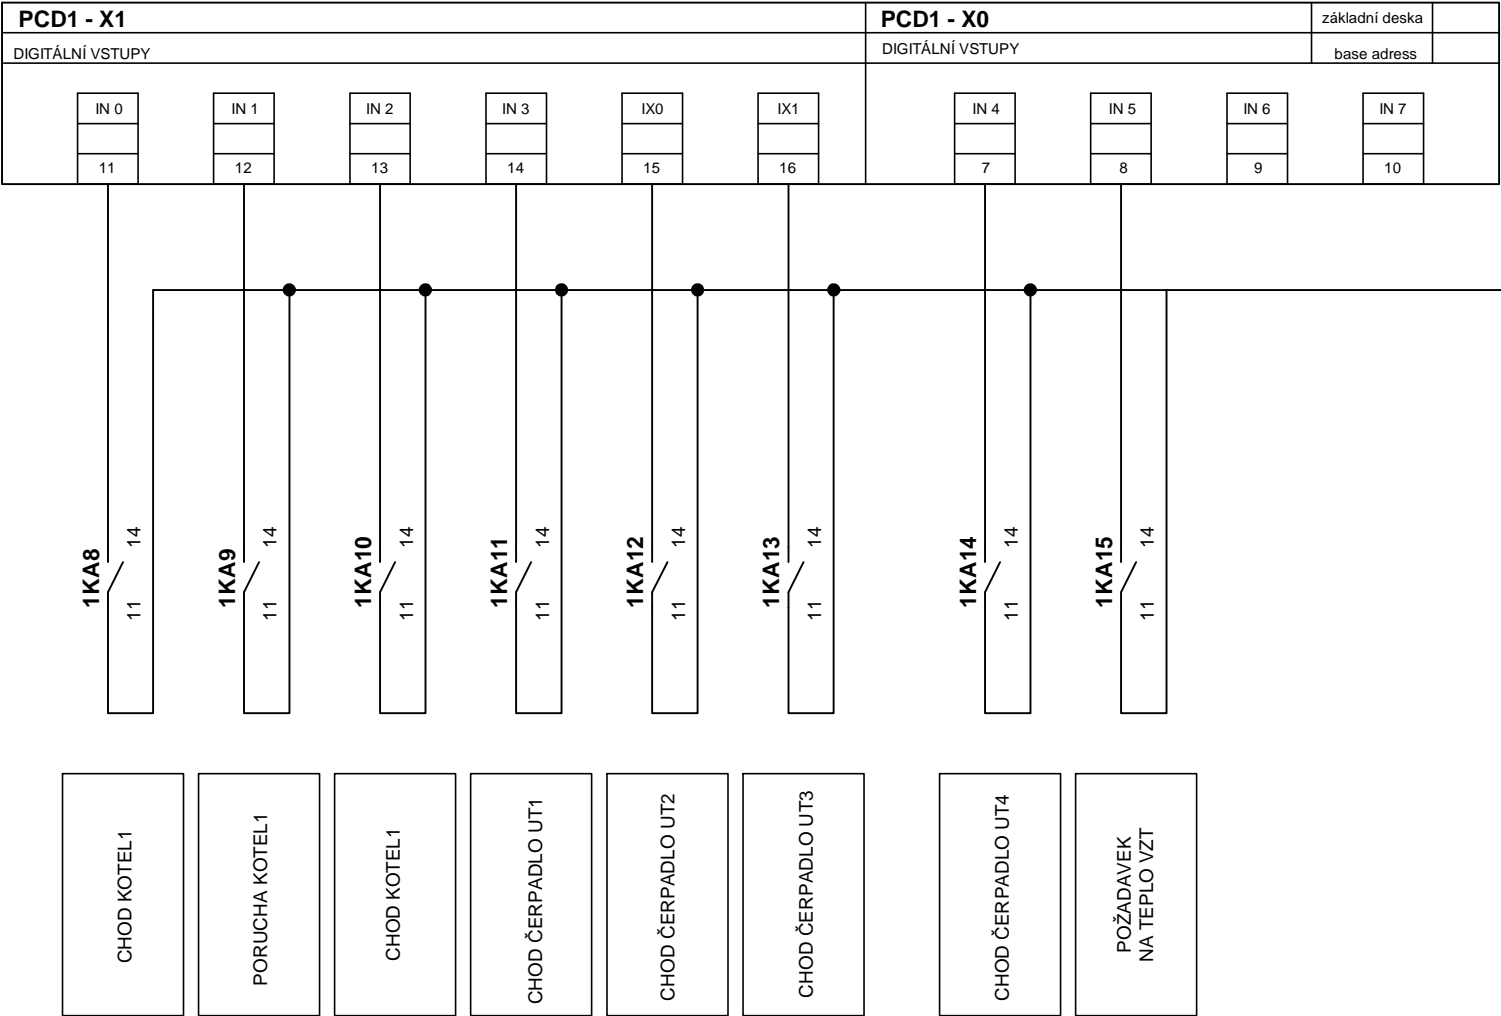 PCD1 - X1
PCD1 - X0
základní deska
DIGITÁLNÍ VSTUPY
DIGITÁLNÍ VSTUPY
base adress
IN 0
IN 1
IN 2
IN 3
IX0
IX1
IN 4
IN 5
IN 6
IN 7
11
12
13
14
15
16
7
8
9
10
1KA8
14
11
1KA9
14
11
1KA10
14
11
1KA11
14
11
1KA12
14
11
1KA13
14
11
1KA14
14
11
1KA15
14
11
CHOD KOTEL1
PORUCHA KOTEL1
CHOD KOTEL1
CHOD ČERPADLO UT1
CHOD ČERPADLO UT2
CHOD ČERPADLO UT3
CHOD ČERPADLO UT4
POŽADAVEK
NA TEPLO VZT